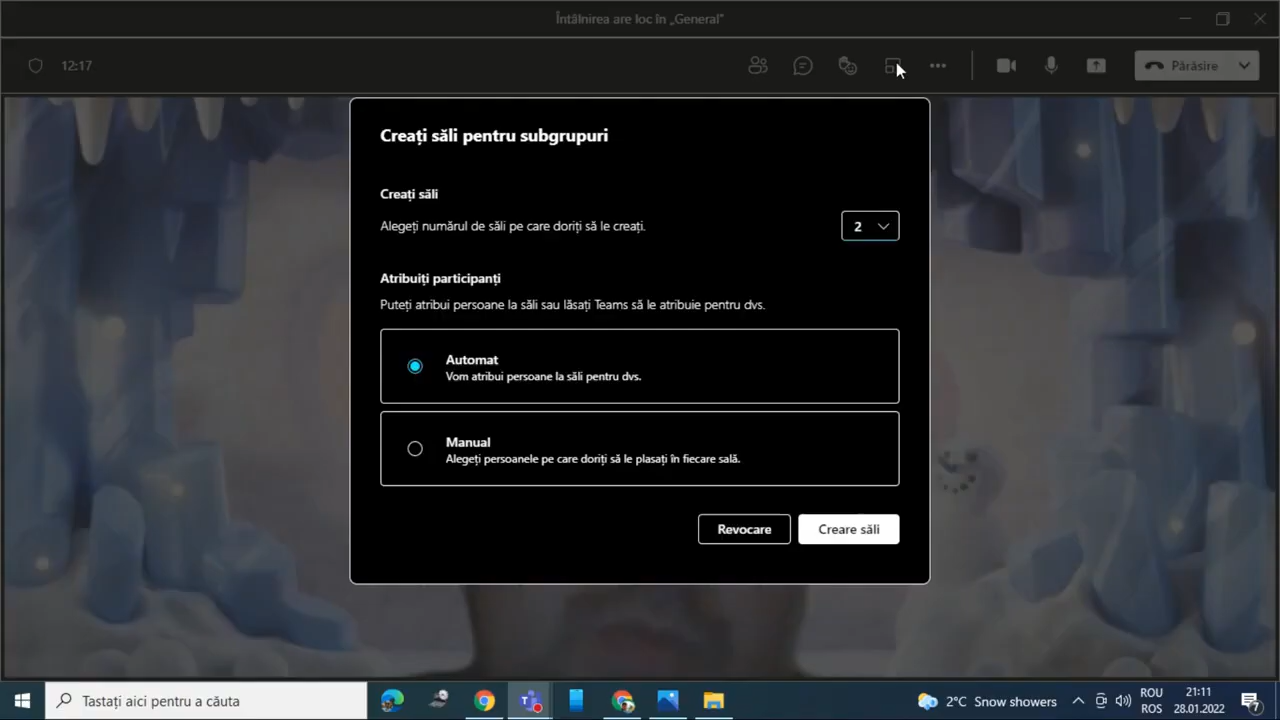 Întâlnirea are loc în „General”
12:17
Părăsire
Creați săli pentru subgrupuri
Creați săli
Alegeți numărul de săli pe care doriți să le creați.
2
Atribuiți participanți
Puteți atribui persoane la săli sau lăsați Teams să le atribuie pentru dvs.
Automat
Vom atribui persoane la săli pentru dvs.
Manual
Alegeți persoanele pe care doriți să le plasați în fiecare sală.
Revocare
Creare săli
Tastați aici pentru a căuta
2°C Snow showers
ROU
ROS
21:11
28.01.2022
7